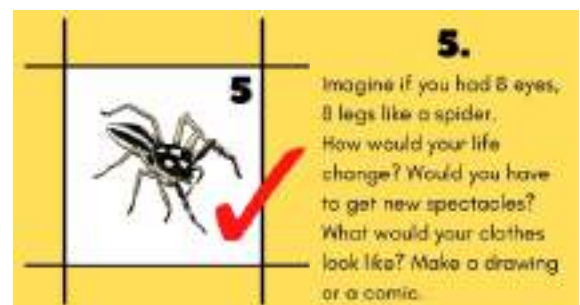 5
5.
Imagine if you had 8 eyes,
8 legs like a spider.
How would your life
change? Would you have
to get new spectacles?
What would your clothes
look like? Make a drawing
or a comic.